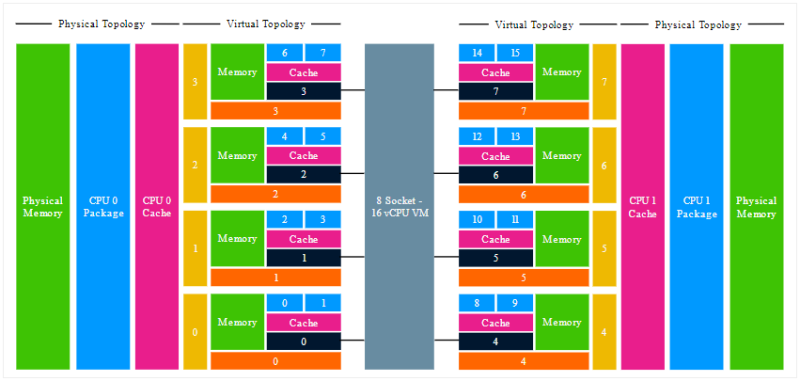 Physical Topology Virtual Topology Virtual Topology Physical Topology
Physical
Memory
CPU 0
Package
CPU 0
Cache
3
Memory
6 7
Cache
3
3
2
Memory
4 5
Cache
2
2
1
Memory
2 3
Cache
1
1
0
Memory
0 1
Cache
0
0
8 Socket -
16 vCPU VM
14 15
Cache
7
Memory
7
7
12 13
Cache
6
Memory
6
6
10 11
Cache
5
Memory
5
5
8 9
Cache
4
Memory
4
4
CPU 1
Cache
CPU 1
Package
Physical
Memory